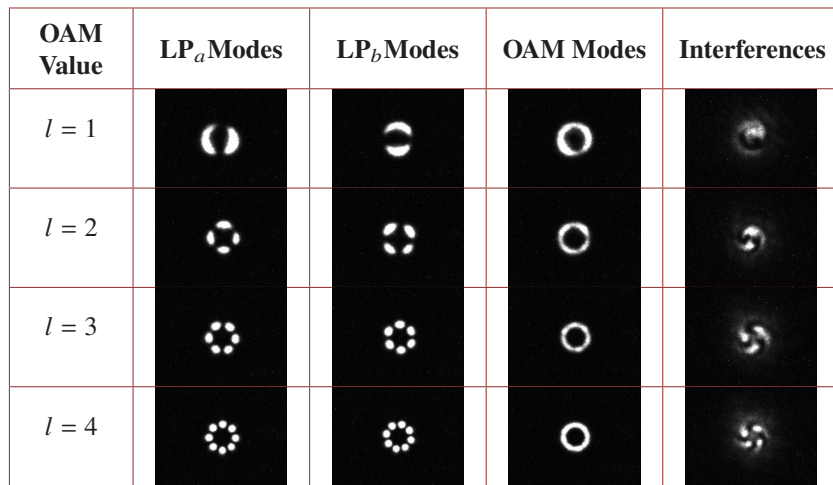 OAM Value LP𝑎Modes LP𝑏Modes OAM Modes Interferences
𝑙 = 1
𝑙 = 2
𝑙 = 3
𝑙 = 4